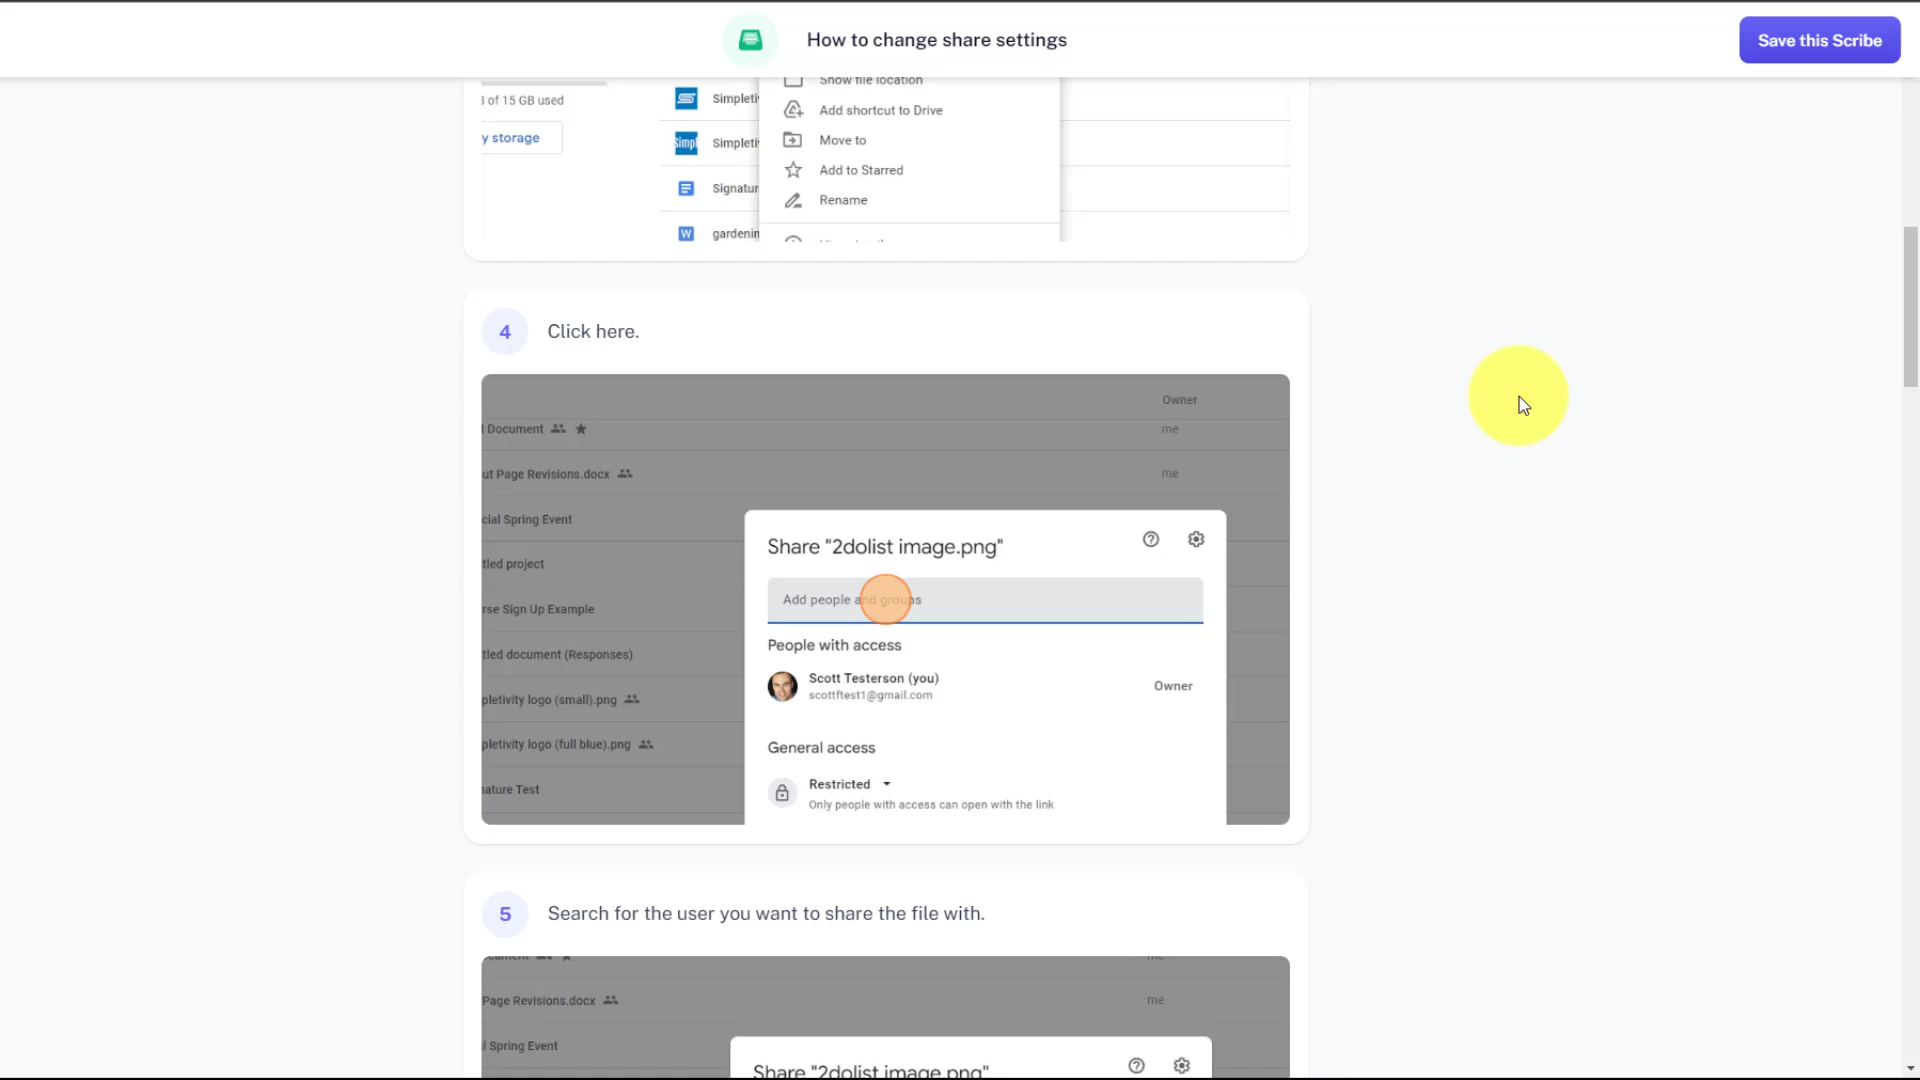 How to change share settings
Save this Scribe
Show file location
of 15 GB used
Simpleti
Add shortcut to Drive
y storage
Simpl
Simpleti
Move to
Add to Starred
Signatur
Rename
W
gardenin
4
Click here.
Owner
t Document
me
ut Page Revisions.docx
me
cial Spring Event
tled project
rse Sign Up Example
tled document (Responses)
pletivity logo (small).png
pletivity logo (full blue).png
nature Test
Share "2dolist image.png"
Add people and groups
People with access
Scott Testerson (you)
scottftest1@gmail.com
Owner
General access
Restricted
Only people with access can open with the link
5
Search for the user you want to share the file with.
Page Revisions.docx
me
l Spring Event
Share "2dolist image.png"